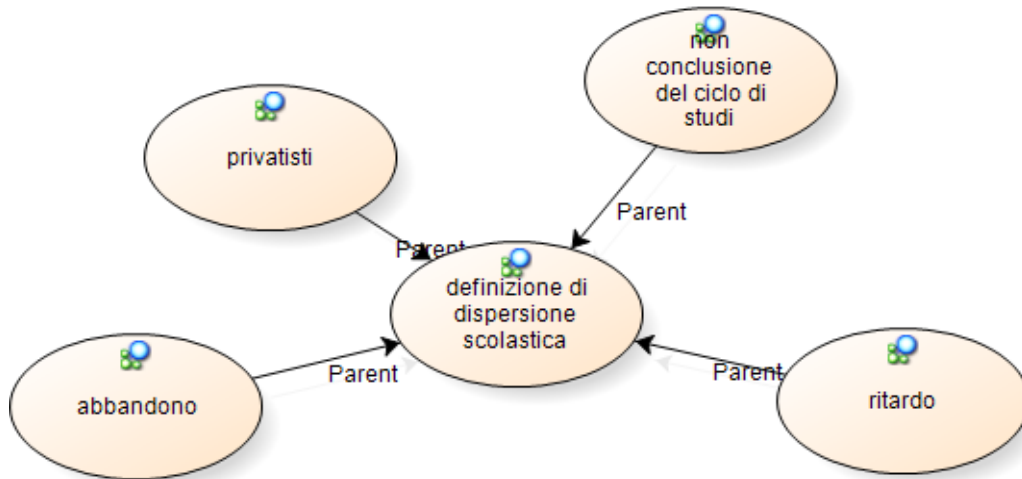 non
conclusione
del ciclo di
studi
privatisti
Parent
Parent
definizione di
dispersione
scolastica
Parent
Parent
abbandono
ritardo